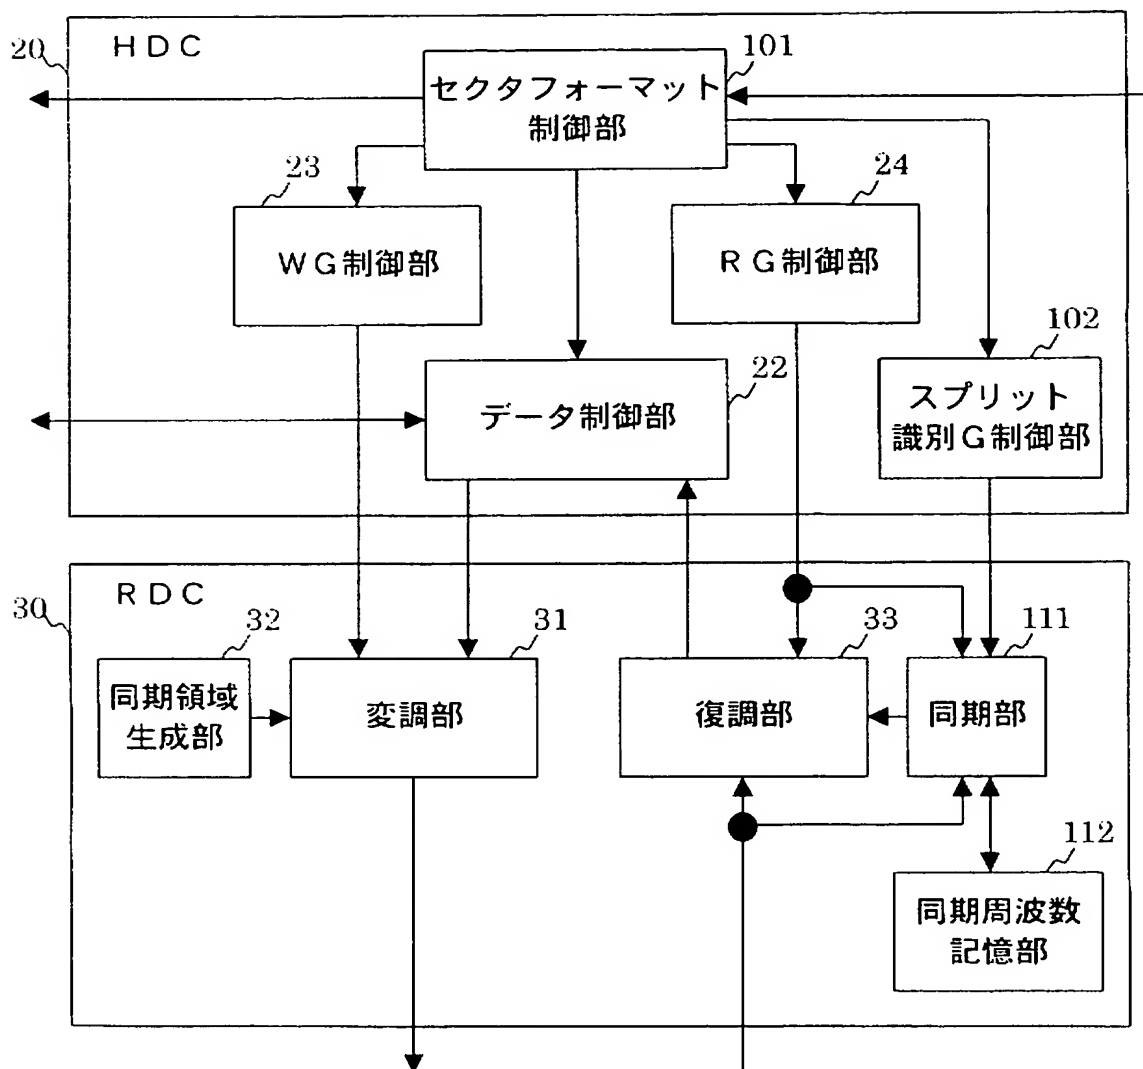 20
ＨＤＣ
101
セクタフォーマット
制御部
23
ＷＧ制御部
24
ＲＧ制御部
22
データ制御部
102
スプリット
識別Ｇ制御部
30
ＲＤＣ
32
同期領域
生成部
31
変調部
33
復調部
111
同期部
112
同期周波数
記憶部